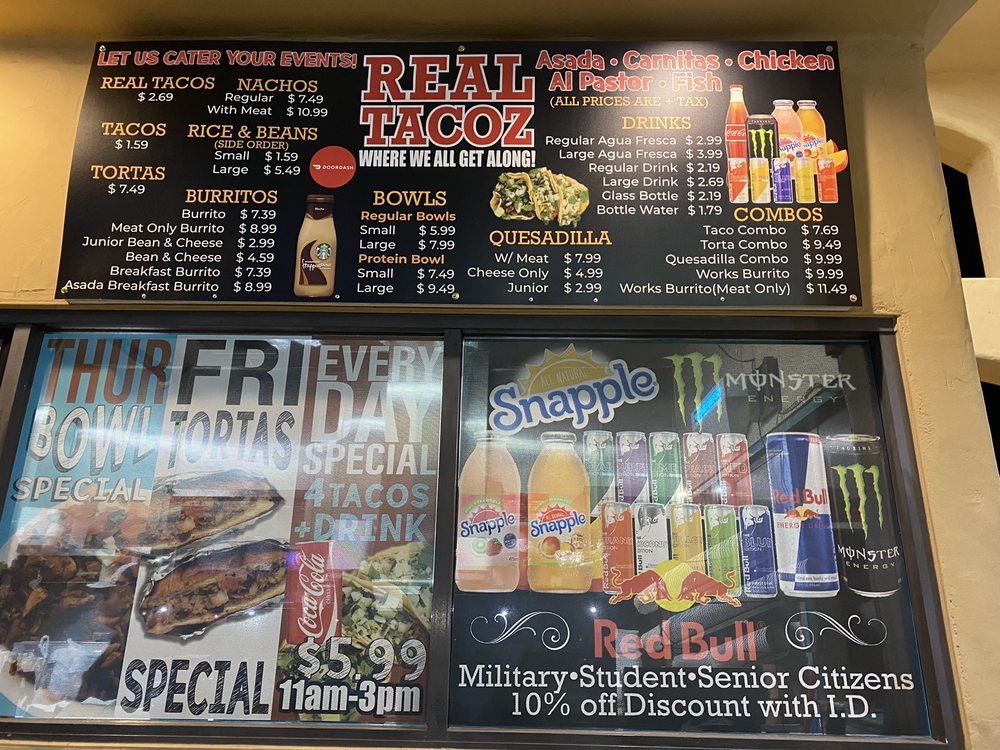 LET US CATER YOUR EVENTS!
REAL TACOS
$ 2.69
TACOS
$ 1.59
TORTAS
$ 7.49
NACHOS
Regular $ 7.49
With Meat $ 10.99
RICE & BEANS
(SIDE ORDER)
Small $ 1.59
Large $ 5.49
DOORDASH
BURRITOS
Burrito $ 7.39
Meat Only Burrito $ 8.99
Junior Bean & Cheese $ 2.99
Bean & Cheese $ 4.59
Breakfast Burrito $ 7.39
Asada Breakfast Burrito $ 8.99
REAL
TACOZ
WHERE WE ALL GET ALONG!
BOWLS
Regular Bowls
Small $ 5.99
Large $ 7.99
Protein Bowl
Small $ 7.49
Large $ 9.49
Asada • Carnitas • Chicken
Al Pastor • Fish
(ALL PRICES ARE + TAX)
DRINKS
Regular Agua Fresca $ 2.99
Large Agua Fresca $ 3.99
Regular Drink $ 2.19
Large Drink $ 2.69
Glass Bottle $ 2.19
Bottle Water $ 1.79
QUESADILLA
W/ Meat $ 7.99
Cheese Only $ 4.99
Junior $ 2.99
COMBOS
Taco Combo $ 7.69
Torta Combo $ 9.49
Quesadilla Combo $ 9.99
Works Burrito $ 9.99
Works Burrito(Meat Only) $ 11.49
THUR
BOWL
SPECIAL
FRI
TORTAS
SPECIAL
EVERY
DAY
SPECIAL
4 TACOS
+ DRINK
Coca-Cola
$5.99
11am-3pm
ALL NATURAL
Snapple
MONSTER
ENERGY
Snapple
Snapple
Red Bull
ENERGY DRINK
MONSTER
ENERGY
Red Bull
Military•Student•Senior Citizens
10% off Discount with I.D.